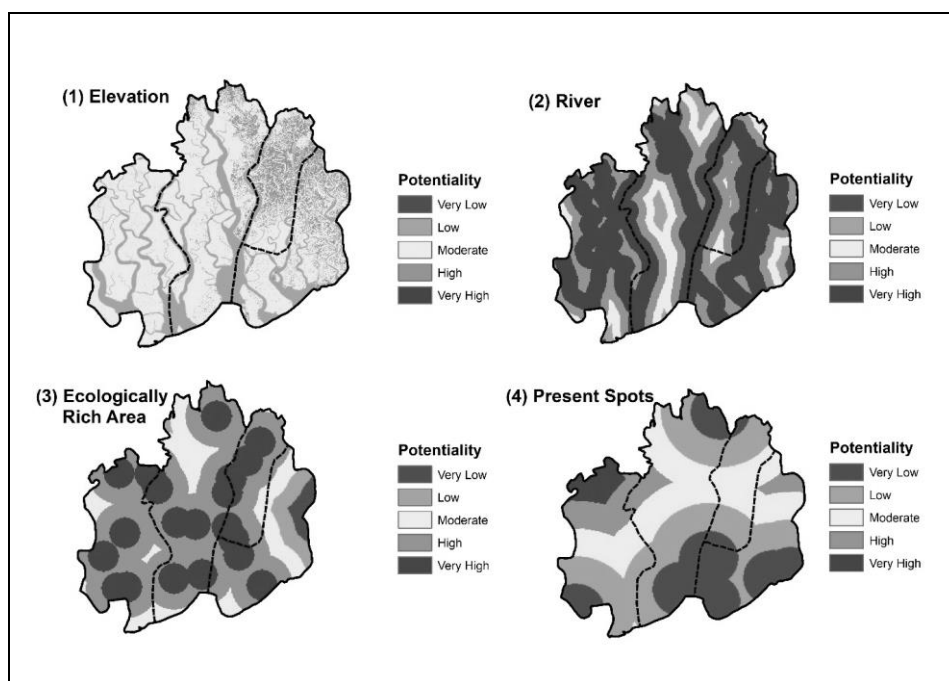 (1) Elevation
Potentiality
Very Low
Low
Moderate
High
Very High
(2) River
Potentiality
Very Low
Low
Moderate
High
Very High
(3) Ecologically
Rich Area
Potentiality
Very Low
Low
Moderate
High
Very High
(4) Present Spots
Potentiality
Very Low
Low
Moderate
High
Very High